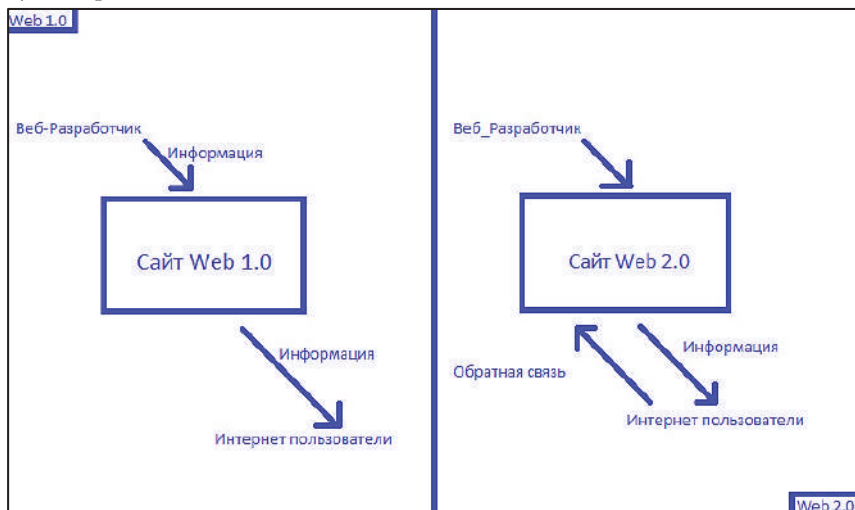 Web 1.0
Веб-Разработчик
Информация
Сайт Web 1.0
Информация
Интернет пользователи
Веб_Разработчик
Сайт Web 2.0
Информация
Обратная связь
Интернет пользователи
Web 2.0